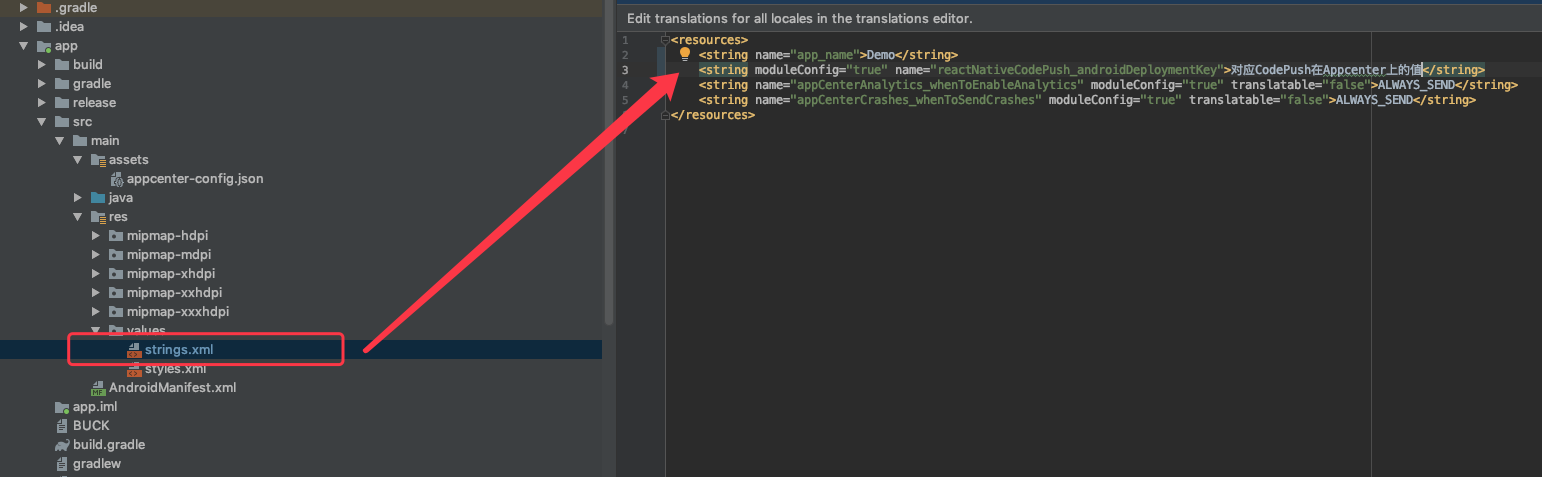 .gradle
.idea
app
build
gradle
release
src
main
assets
appcenter-config.json
java
res
mipmap-hdpi
mipmap-mdpi
mipmap-xhdpi
mipmap-xxhdpi
mipmap-xxxhdpi
values
strings.xml
styles.xml
AndroidManifest.xml
app.iml
BUCK
build.gradle
gradlew
Edit translations for all locales in the translations editor.
1 <resources>
2 <string name="app_name">Demo</string>
3 <string moduleConfig="true" name="reactNativeCodePush_androidDeploymentKey">对应CodePush在Appcenter上的值</string>
4 <string name="appCenterAnalytics_whenToEnableAnalytics" moduleConfig="true" translatable="false">ALWAYS_SEND</string>
5 <string name="appCenterCrashes_whenToSendCrashes" moduleConfig="true" translatable="false">ALWAYS_SEND</string>
</resources>